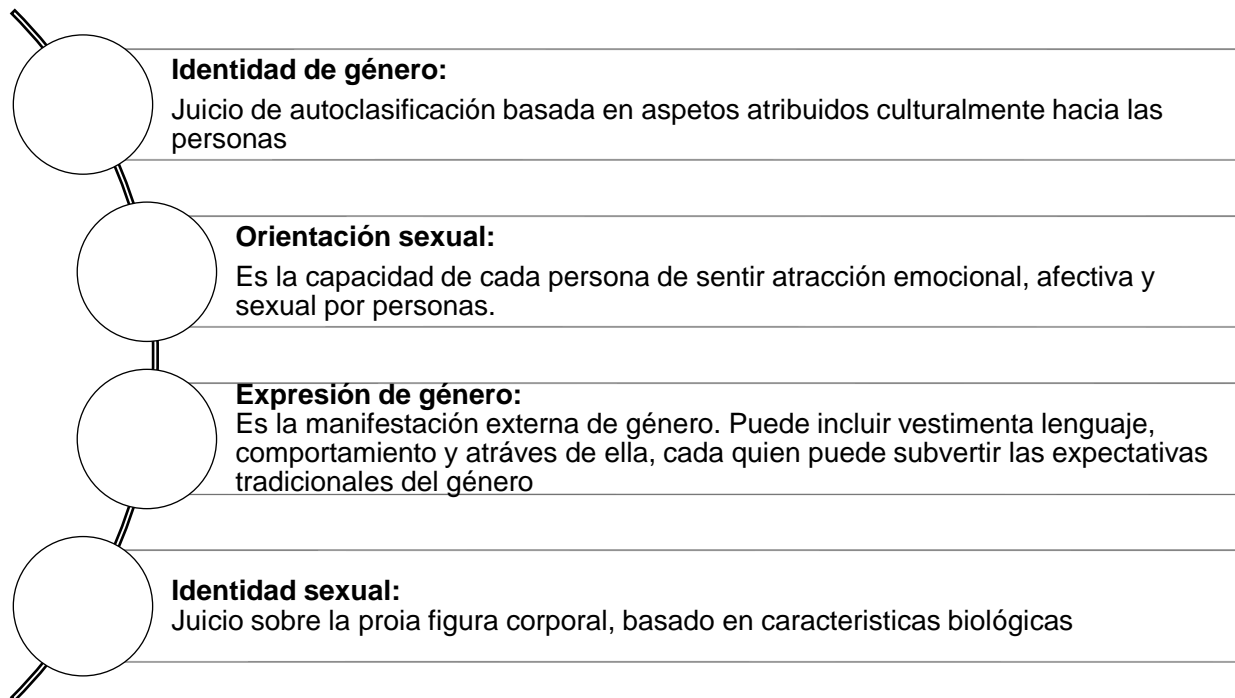 Identidad de género:
Juicio de autoclasificación basada en aspetos atribuidos culturalmente hacia las
personas
Orientación sexual:
Es la capacidad de cada persona de sentir atracción emocional, afectiva y
sexual por personas.
Expresión de género:
Es la manifestación externa de género. Puede incluir vestimenta lenguaje,
comportamiento y atráves de ella, cada quien puede subvertir las expectativas
tradicionales del género
Identidad sexual:
Juicio sobre la proia figura corporal, basado en caracteristicas biológicas